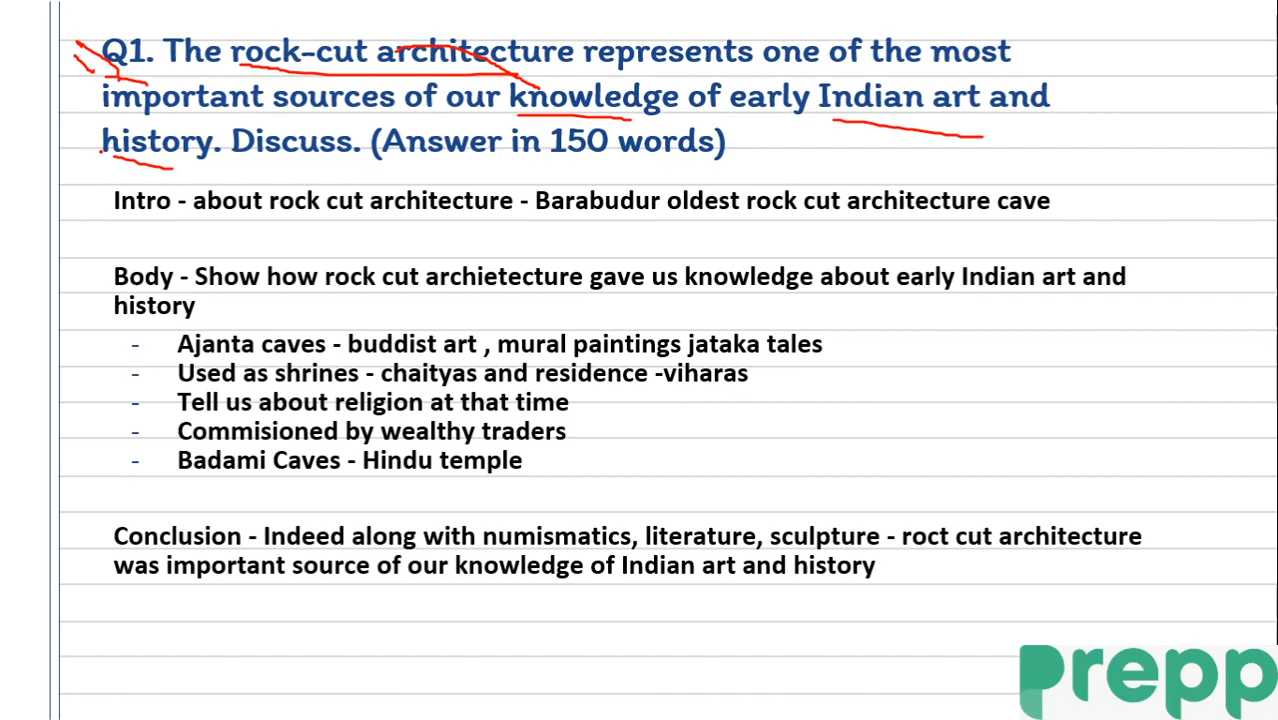 Q1. The rock-cut architecture represents one of the most
important sources of our knowledge of early Indian art and
history. Discuss. (Answer in 150 words)
Intro - about rock cut architecture - Barabudur oldest rock cut architecture cave
Body - Show how rock cut archietecture gave us knowledge about early Indian art and
history
- Ajanta caves - buddist art , mural paintings jataka tales
- Used as shrines - chaityas and residence -viharas
- Tell us about religion at that time
- Commisioned by wealthy traders
- Badami Caves - Hindu temple
Conclusion - Indeed along with numismatics, literature, sculpture - roct cut architecture
was important source of our knowledge of Indian art and history
prepp